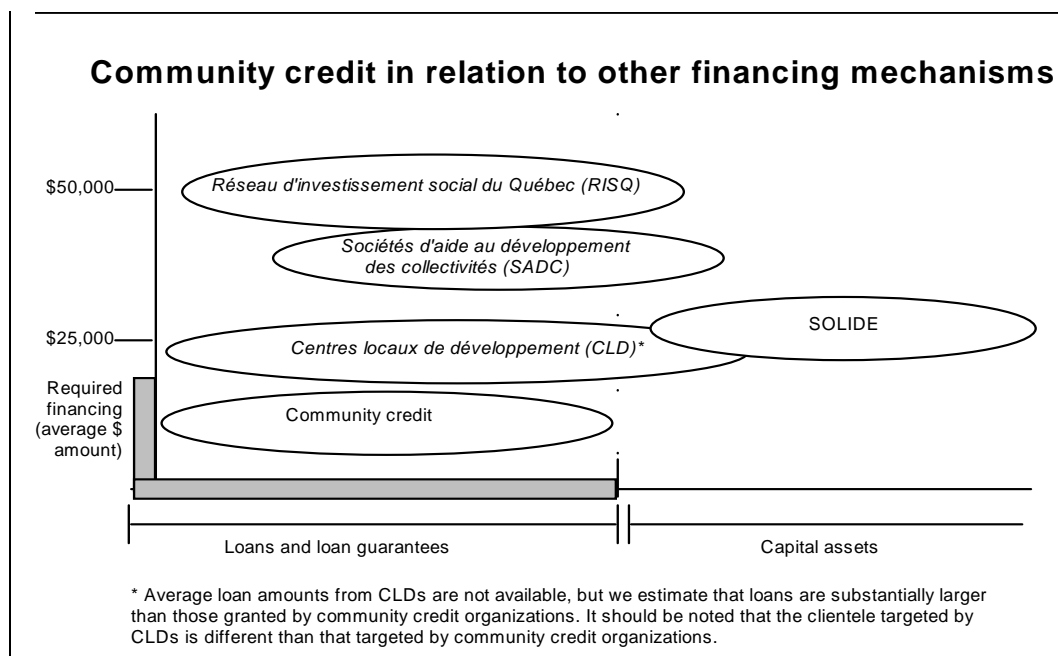 Community credit in relation to other financing mechanisms
$50,000
Réseau d'investissement social du Québec (RISQ)
Sociétés d'aide au développement
des collectivités (SADC)
$25,000
SOLIDE
Centres locaux de développement (CLD)*
Required
financing
(average $
amount)
Community credit
Loans and loan guarantees
Capital assets
* Average loan amounts from CLDs are not available, but we estimate that loans are substantially larger
than those granted by community credit organizations. It should be noted that the clientele targeted by
CLDs is different than that targeted by community credit organizations.